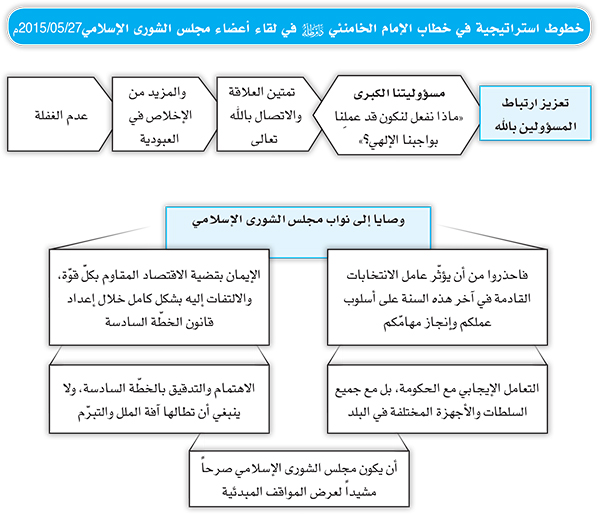 خطوط استراتيجية في خطاب الإمام الخامنئي في لقاء أعضاء مجلس الشورى الإسلامي 2015/05/27م
تعزيز ارتباط
المسؤولين بالله
مسؤوليتنا الكبرى
«ماذا نفعل لنكون قد عملِنا
بواجبنا الإلهي؟»
تمتين العلاقة
والاتصال بالله
تعالى
والمزيد من
الإخلاص في
العبودية
عدم الغفلة
وصايا إلى نواب مجلس الشورى الإسلامي
فاحذروا من أن يؤثّر عامل الانتخابات
القادمة في آخر هذه السنة على أسلوب
عملكم وإنجاز مهامّكم
الإيمان بقضية الاقتصاد المقاوم بكلّ قوّة،
والالتفات إليه بشكل كامل خلال إعداد
قانون الخطّة السادسة
التعامل الإيجابي مع الحكومة، بل مع جميع
السلطات والأجهزة المختلفة في البلد
الاهتمام والتدقيق بالخطّة السادسة، ولا
ينبغي أن تطالها آفة الملل والتبرّم
أن يكون مجلس الشورى الإسلامي صرحاً
مشيداً لعرض المواقف المبدئية